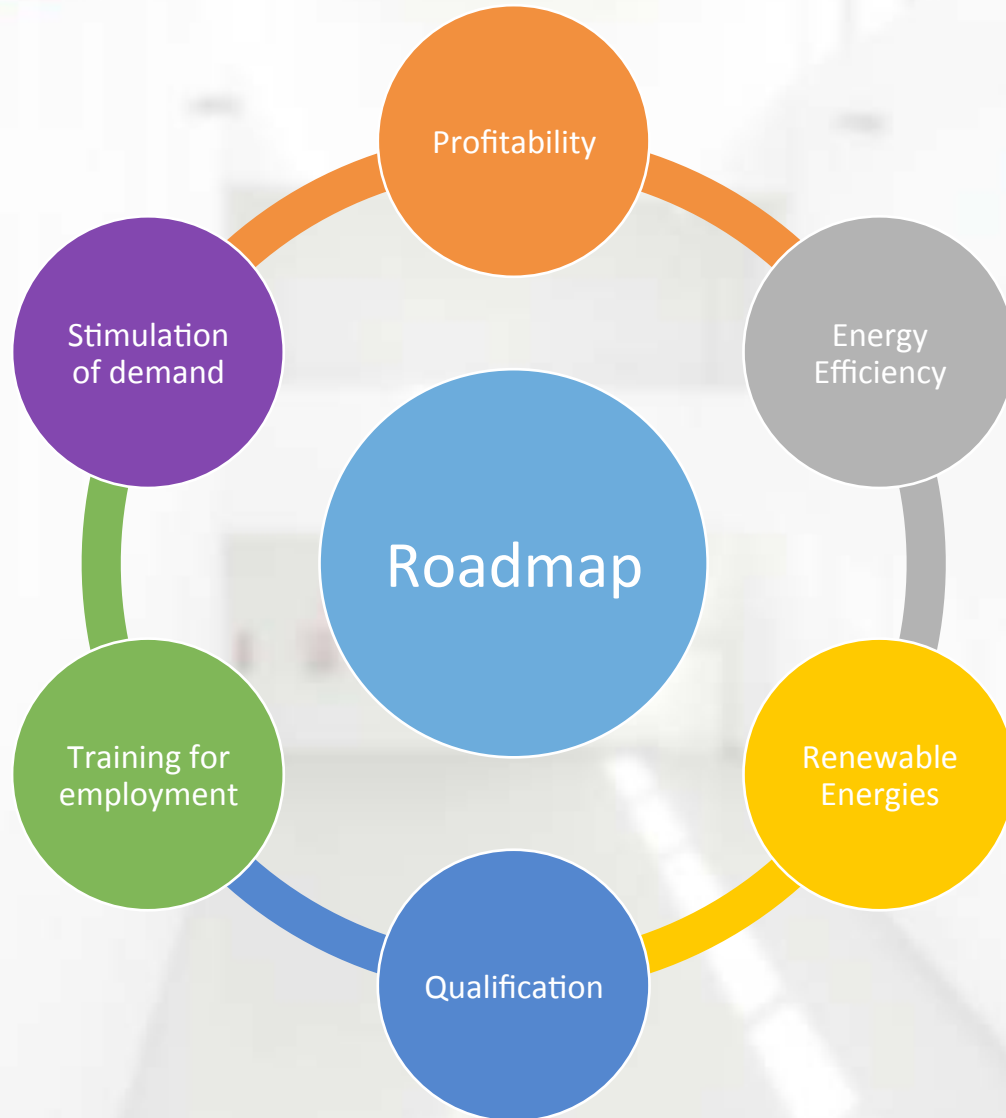 Profitability
Energy
Efficiency
Renewable
Energies
Qualification
Training for
employment
Stimulation
of demand
Roadmap